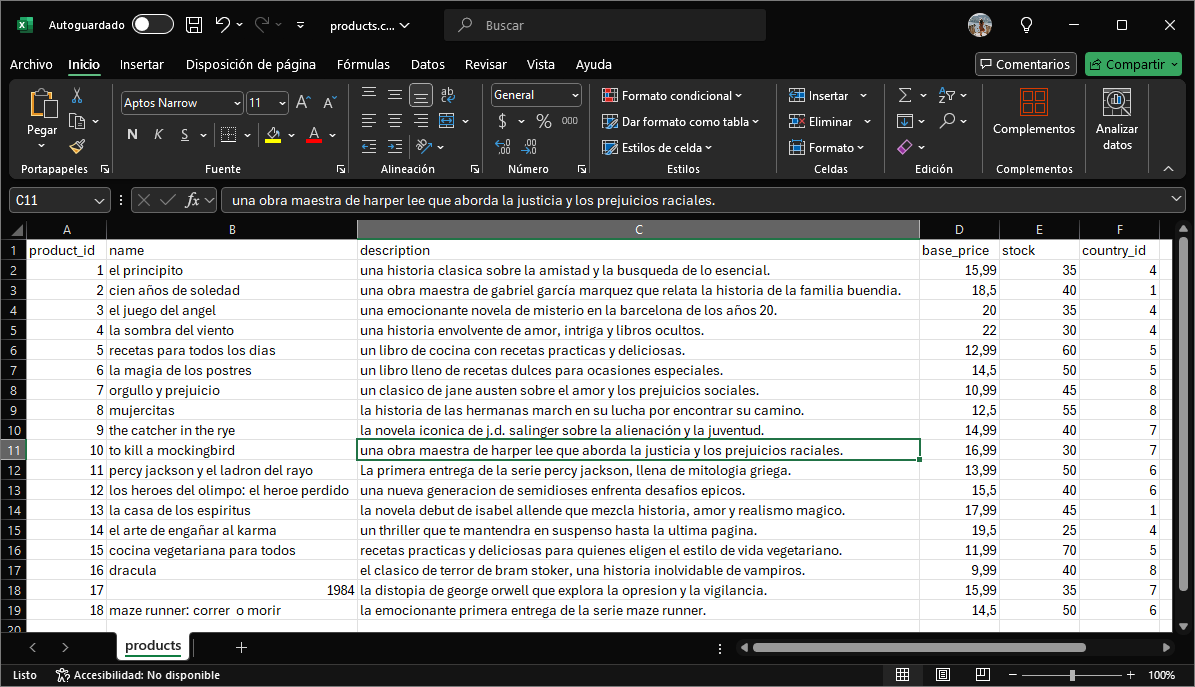 Autoguardado products.c... Buscar
Archivo Inicio Insertar Disposición de página Fórmulas Datos Revisar Vista Ayuda Comentarios Compartir
Pegar Aptos Narrow 11 General Formato condicional Insertar Complementos Analizar datos
N K S ab $ % 000 Dar formato como tabla Eliminar
Estilos de celda Formato
Portapapeles Fuente Alineación Número Estilos Celdas Edición Complementos
C11 fx una obra maestra de harper lee que aborda la justicia y los prejuicios raciales.
A B C D E F
1 product_id name description base_price stock country_id
2 1 el principito una historia clasica sobre la amistad y la busqueda de lo esencial. 15,99 35 4
3 2 cien años de soledad una obra maestra de gabriel garcía marquez que relata la historia de la familia buendia. 18,5 40 1
4 3 el juego del angel una emocionante novela de misterio en la barcelona de los años 20. 20 35 4
5 4 la sombra del viento una historia envolvente de amor, intriga y libros ocultos. 22 30 4
6 5 recetas para todos los dias un libro de cocina con recetas practicas y deliciosas. 12,99 60 5
7 6 la magia de los postres un libro lleno de recetas dulces para ocasiones especiales. 14,5 50 5
8 7 orgullo y prejuicio un clasico de jane austen sobre el amor y los prejuicios sociales. 10,99 45 8
9 8 mujercitas la historia de las hermanas march en su lucha por encontrar su camino. 12,5 55 8
10 9 the catcher in the rye la novela iconica de j.d. salinger sobre la alienación y la juventud. 14,99 40 7
11 10 to kill a mockingbird una obra maestra de harper lee que aborda la justicia y los prejuicios raciales. 16,99 30 7
12 11 percy jackson y el ladron del rayo La primera entrega de la serie percy jackson, llena de mitologia griega. 13,99 50 6
13 12 los heroes del olimpo: el heroe perdido una nueva generacion de semidioses enfrenta desafios epicos. 15,5 40 6
14 13 la casa de los espiritus la novela debut de isabel allende que mezcla historia, amor y realismo magico. 17,99 45 1
15 14 el arte de engañar al karma un thriller que te mantendra en suspenso hasta la ultima pagina. 19,5 25 4
16 15 cocina vegetariana para todos recetas practicas y deliciosas para quienes eligen el estilo de vida vegetariano. 11,99 70 5
17 16 dracula el clasico de terror de bram stoker, una historia inolvidable de vampiros. 9,99 40 8
18 17 1984 la distopia de george orwell que explora la opresion y la vigilancia. 15,99 35 7
19 18 maze runner: correr o morir la emocionante primera entrega de la serie maze runner. 14,5 50 6
20
products
Listo Accesibilidad: No disponible 100%